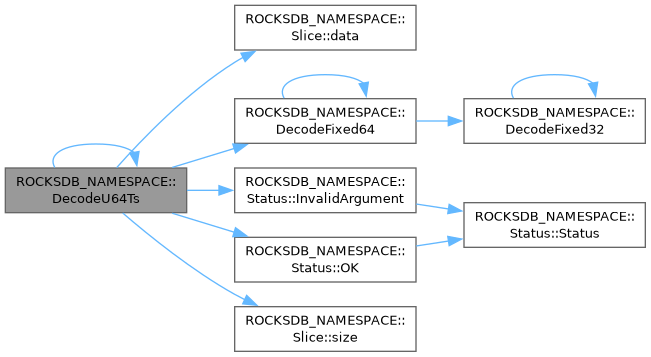 ROCKSDB_NAMESPACE::
Slice::data
ROCKSDB_NAMESPACE::
DecodeFixed64
ROCKSDB_NAMESPACE::
DecodeFixed32
ROCKSDB_NAMESPACE::
DecodeU64Ts
ROCKSDB_NAMESPACE::
Status::InvalidArgument
ROCKSDB_NAMESPACE::
Status::Status
ROCKSDB_NAMESPACE::
Status::OK
ROCKSDB_NAMESPACE::
Slice::size